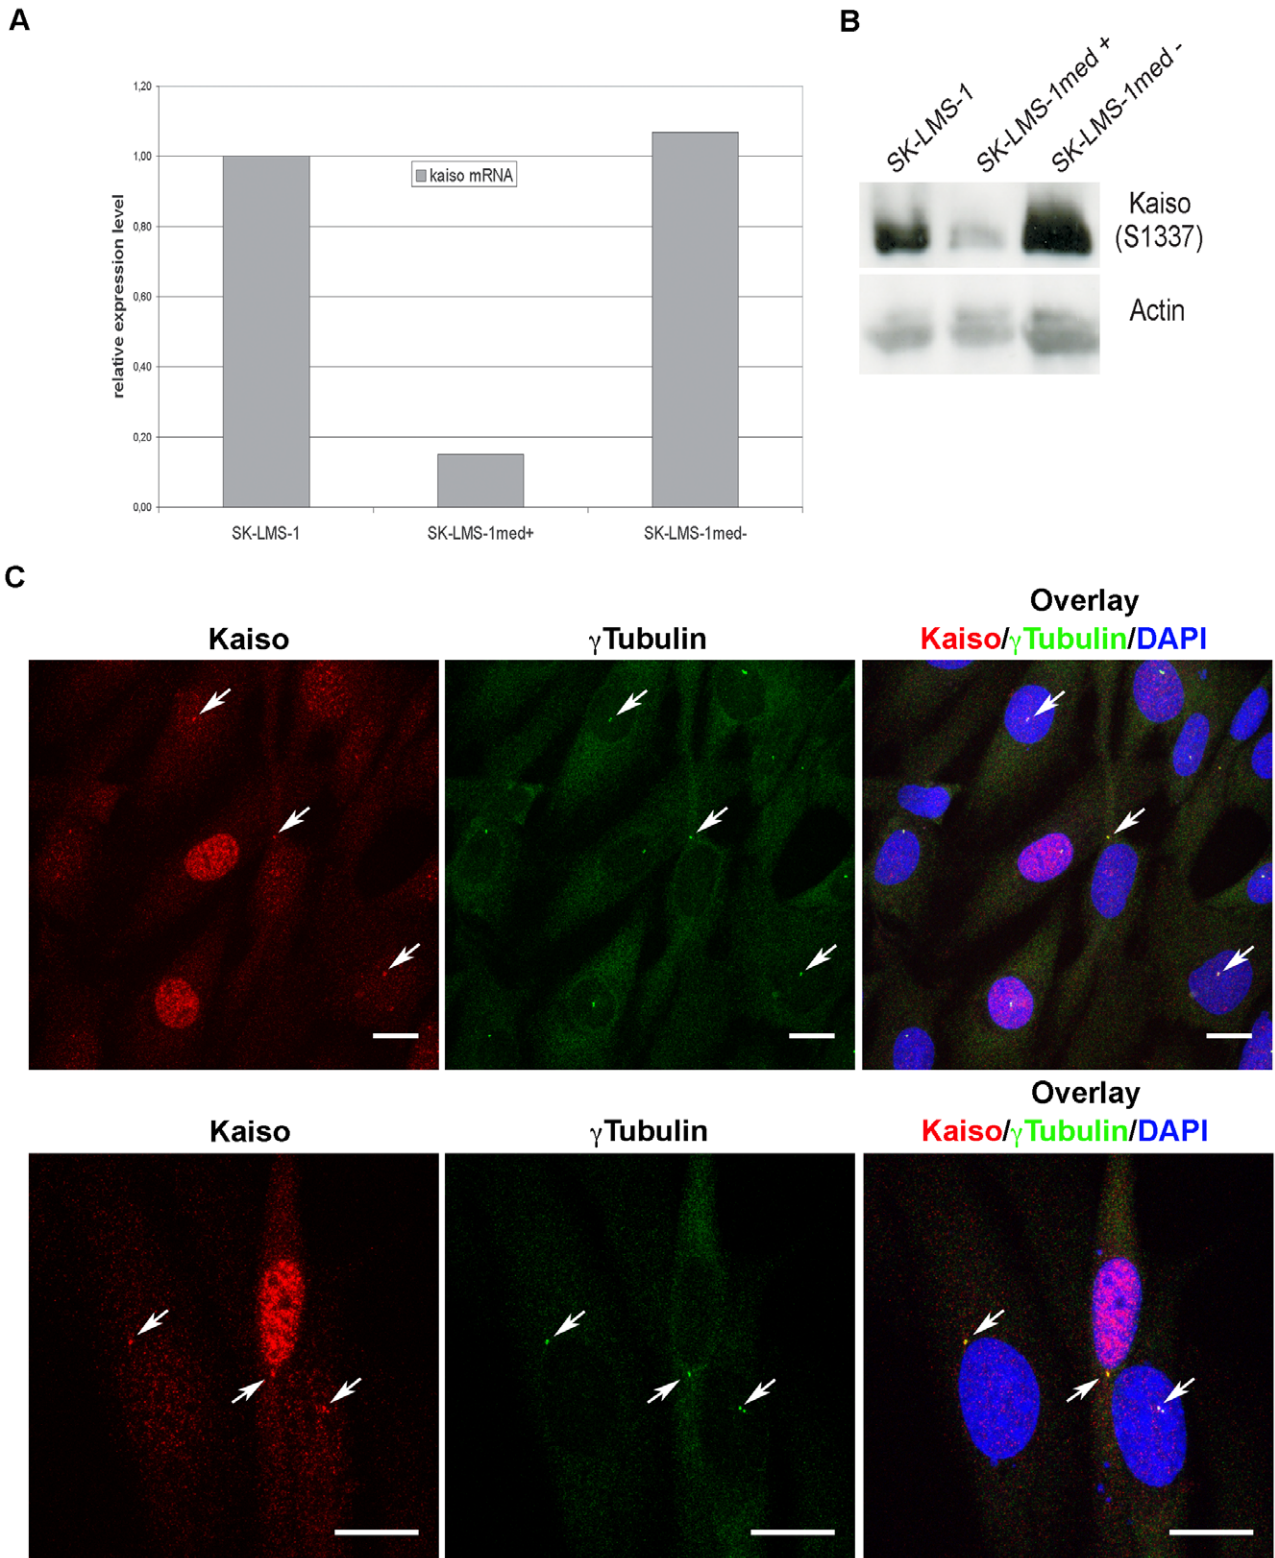 A
relative expression level
1,20
1,00
0,80
0,60
0,40
0,20
0,00
kaiso mRNA
SK-LMS-1
SK-LMS-1med+
SK-LMS-1med-
B
SK-LMS-1
SK-LMS-1med +
SK-LMS-1med -
Kaiso
(S1337)
Actin
C
Kaiso
γTubulin
Overlay
Kaiso/γTubulin/DAPI
Kaiso
γTubulin
Overlay
Kaiso/γTubulin/DAPI